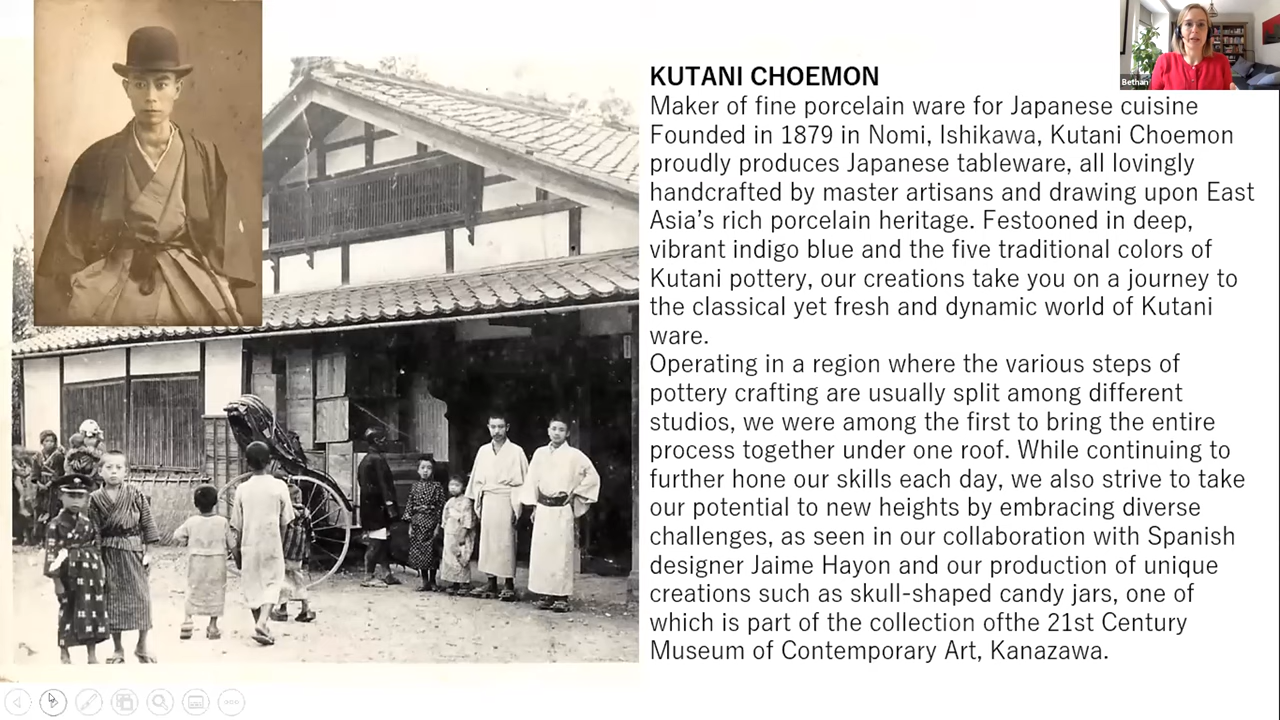 KUTANI CHOEMON
Maker of fine porcelain ware for Japanese cuisine
Founded in 1879 in Nomi, Ishikawa, Kutani Choemon
proudly produces Japanese tableware, all lovingly
handcrafted by master artisans and drawing upon East
Asia's rich porcelain heritage. Festooned in deep,
vibrant indigo blue and the five traditional colors of
Kutani pottery, our creations take you on a journey to
the classical yet fresh and dynamic world of Kutani
ware.
Operating in a region where the various steps of
pottery crafting are usually split among different
studios, we were among the first to bring the entire
process together under one roof. While continuing to
further hone our skills each day, we also strive to take
our potential to new heights by embracing diverse
challenges, as seen in our collaboration with Spanish
designer Jaime Hayon and our production of unique
creations such as skull-shaped candy jars, one of
which is part of the collection ofthe 21st Century
Museum of Contemporary Art, Kanazawa.
Bethan